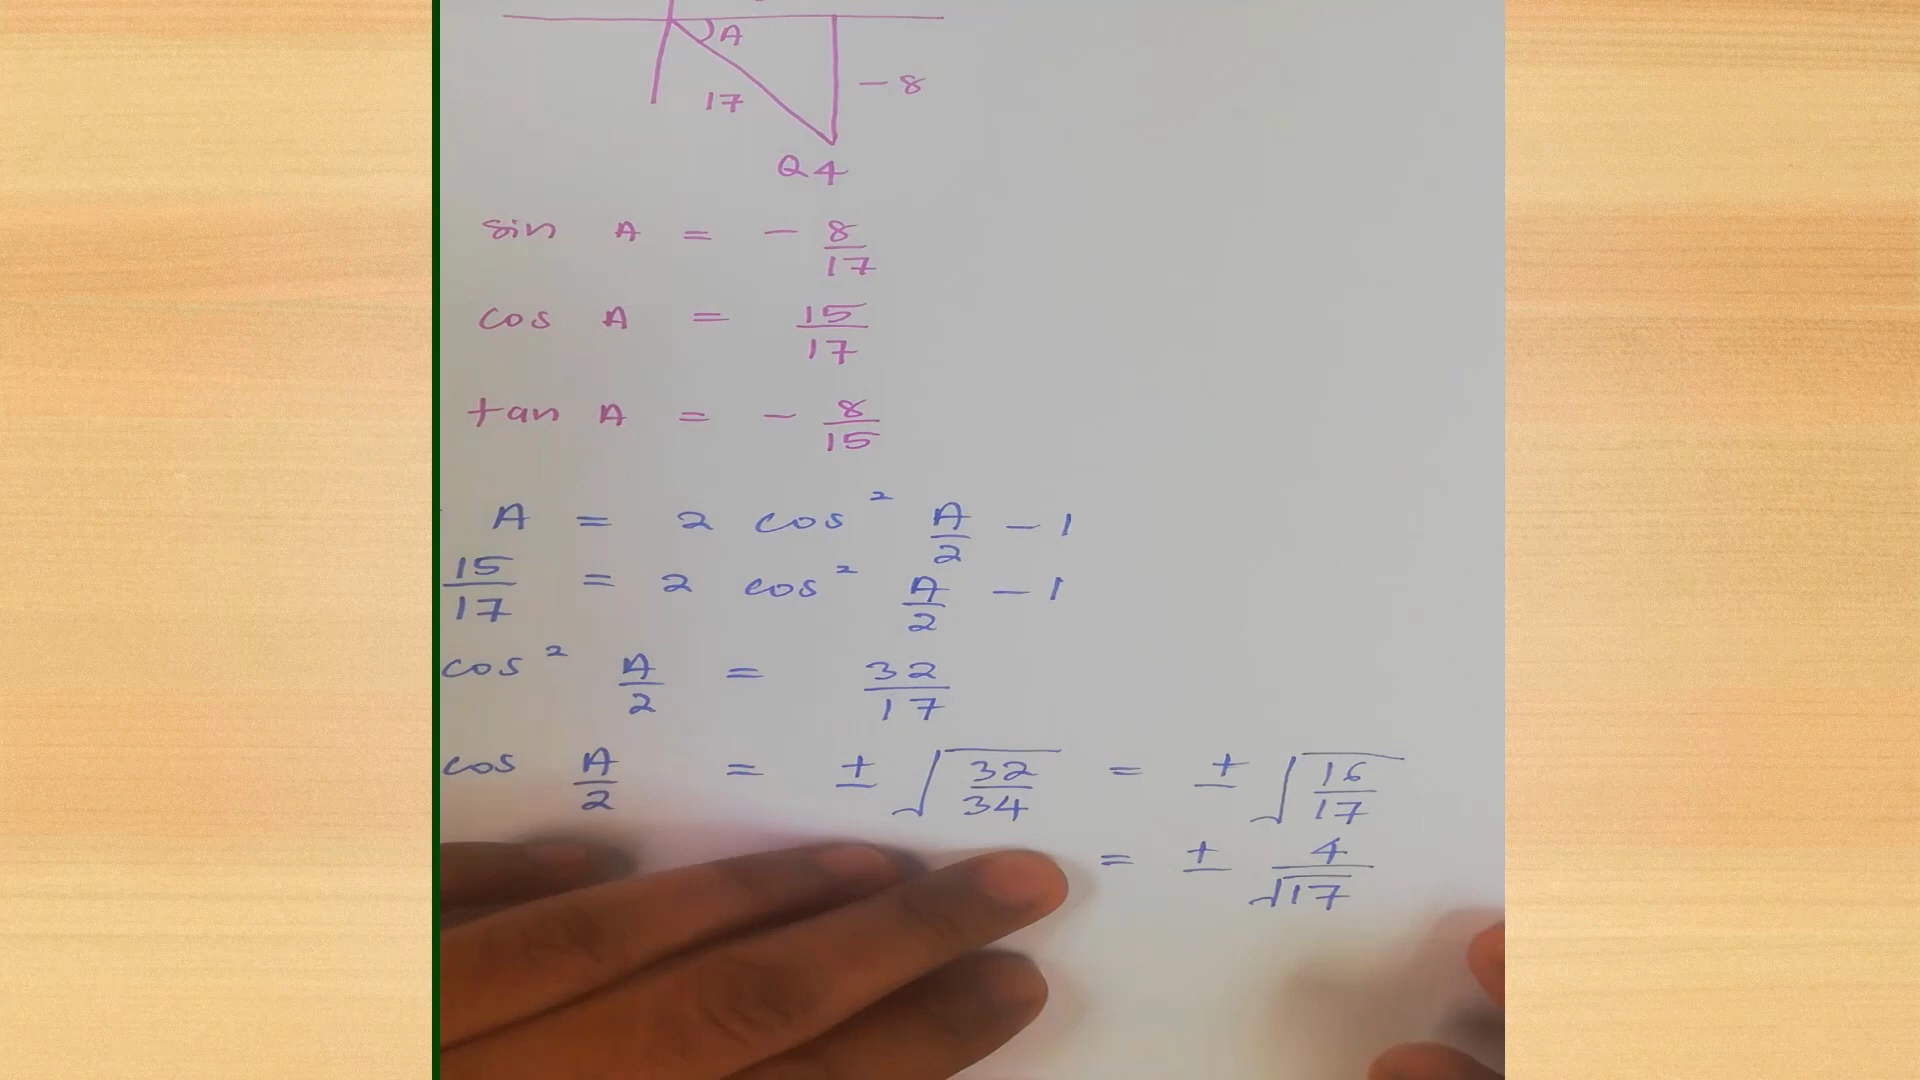 A
- 8
17
Q4
sin A = - 8/17
cos A = 15/17
tan A = - 8/15
A = 2 cos² A/2 - 1
15/17 = 2 cos² A/2 - 1
cos² A/2 = 32/17
cos A/2 = ± √(32/34) = ± √(16/17)
= ± 4/√17